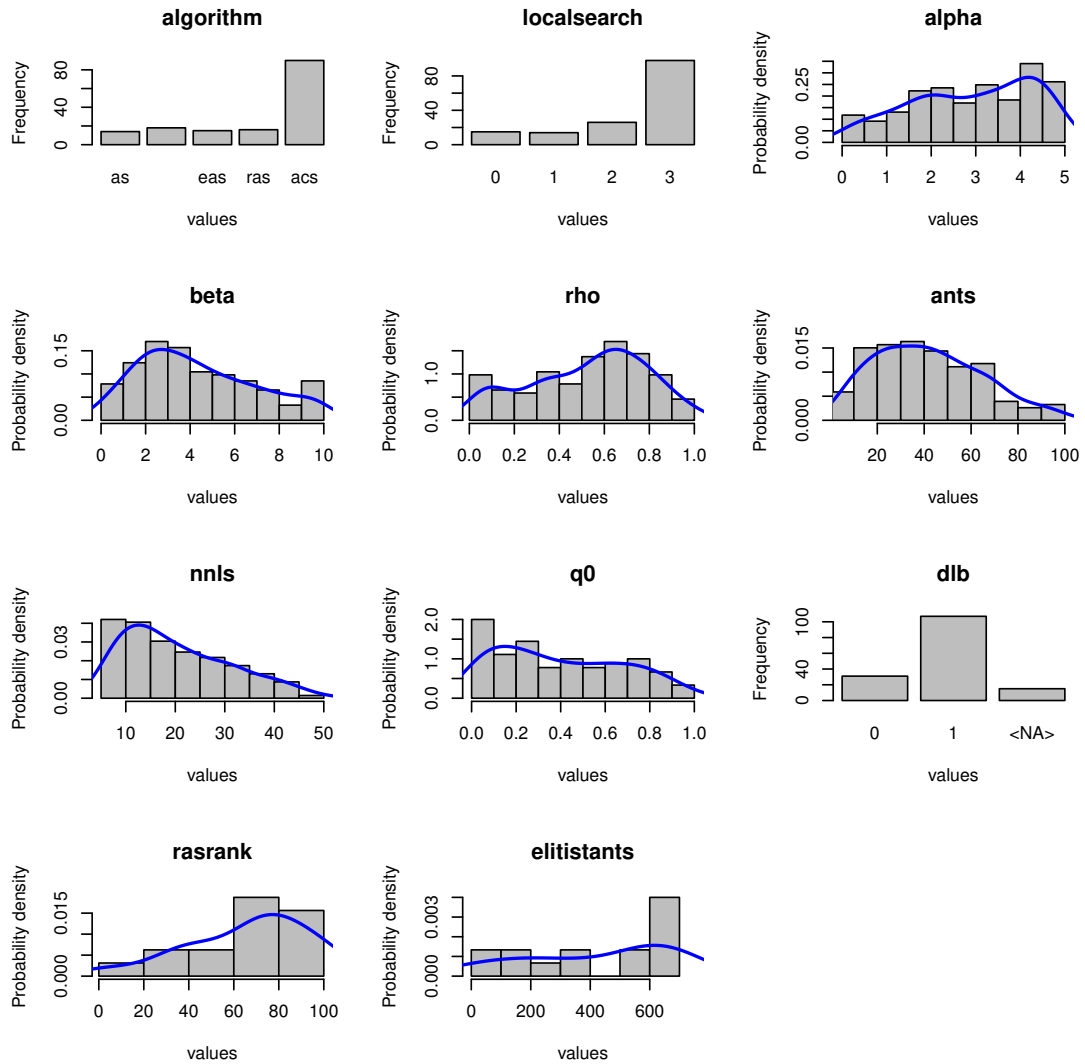 algorithm
Frequency
0 40 80
as eas ras acs
values
localsearch
Frequency
0 40 80
0 1 2 3
values
alpha
Probability density
0.00 0.25
0 1 2 3 4 5
values
beta
Probability density
0.00 0.15
0 2 4 6 8 10
values
rho
Probability density
0.0 1.0
0.0 0.2 0.4 0.6 0.8 1.0
values
ants
Probability density
0.000 0.015
20 40 60 80 100
values
nnls
Probability density
0.00 0.03
10 20 30 40 50
values
q0
Probability density
0.0 1.0 2.0
0.0 0.2 0.4 0.6 0.8 1.0
values
dlb
Frequency
0 40 100
0 1 <NA>
values
rasrank
Probability density
0.000 0.015
0 20 40 60 80 100
values
elitistants
Probability density
0.000 0.003
0 200 400 600
values